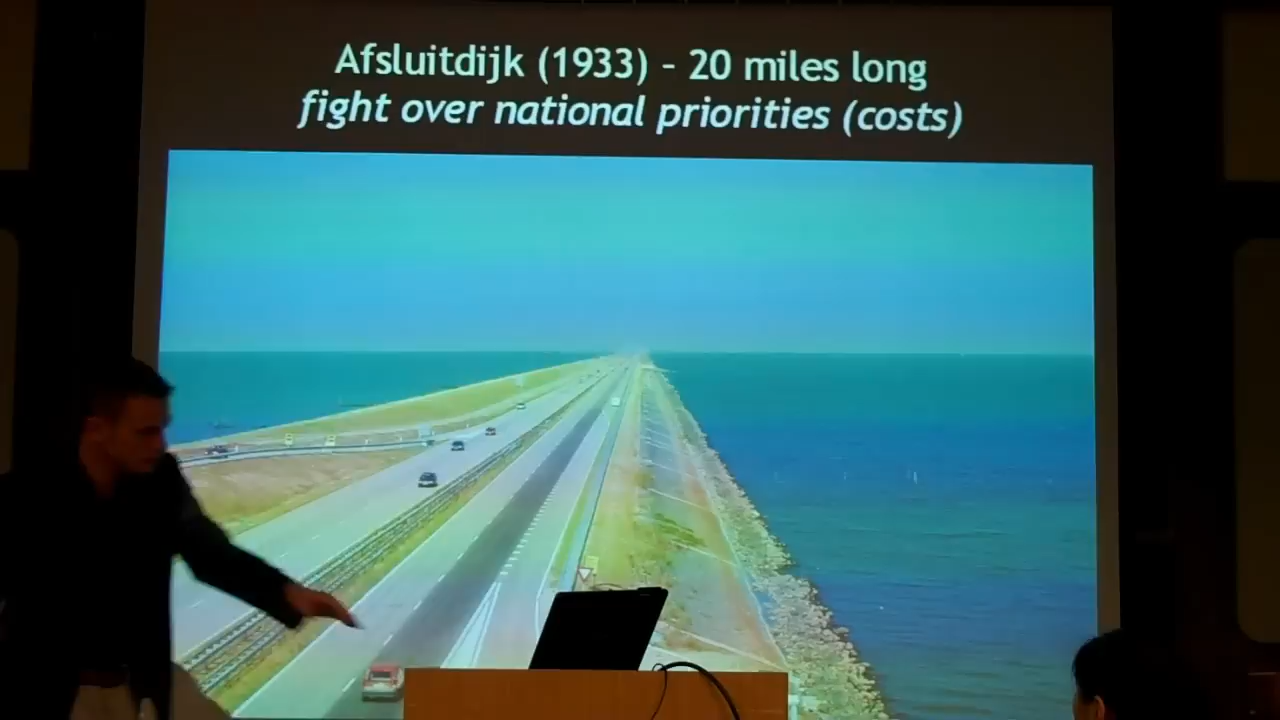 Afsluitdijk (1933) – 20 miles long
fight over national priorities (costs)